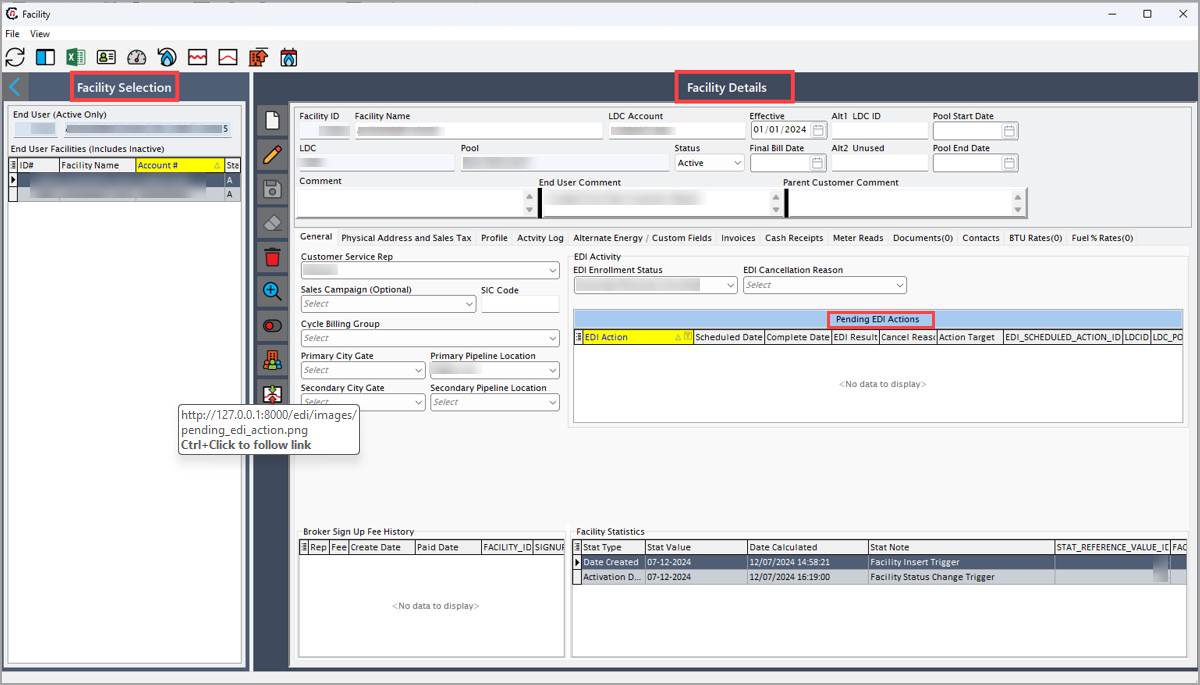 Facility
File View
Facility Selection
Facility Details
End User (Active Only)
5
End User Facilities (Includes Inactive)
ID# Facility Name Account # Sta
A
A
Facility ID Facility Name LDC Account Effective Alt1 LDC ID Pool Start Date
01/01/2024
LDC Pool Status Final Bill Date Alt2 Unused Pool End Date
Active
Comment End User Comment Parent Customer Comment
General Physical Address and Sales Tax Profile Actvity Log Alternate Energy / Custom Fields Invoices Cash Receipts Meter Reads Documents(0) Contacts BTU Rates(0) Fuel % Rates(0)
Customer Service Rep
Sales Campaign (Optional) SIC Code
Select
Cycle Billing Group
Select
Primary City Gate Primary Pipeline Location
Select
Secondary City Gate Secondary Pipeline Location
Select Select
EDI Activity
EDI Enrollment Status EDI Cancellation Reason
Select
Pending EDI Actions
EDI Action Scheduled Date Complete Date EDI Result Cancel Reaso Action Target EDI_SCHEDULED_ACTION_ID LDCID LDC_PO
<No data to display>
http://127.0.0.1:8000/edi/images/
pending_edi_action.png
Ctrl+Click to follow link
Broker Sign Up Fee History
Rep Fee Create Date Paid Date FACILITY_ID SIGNUP
<No data to display>
Facility Statistics
Stat Type Stat Value Date Calculated Stat Note STAT_REFERENCE_VALUE_ID FAC
Date Created 07-12-2024 12/07/2024 14:58:21 Facility Insert Trigger
Activation D... 07-12-2024 12/07/2024 16:19:00 Facility Status Change Trigger